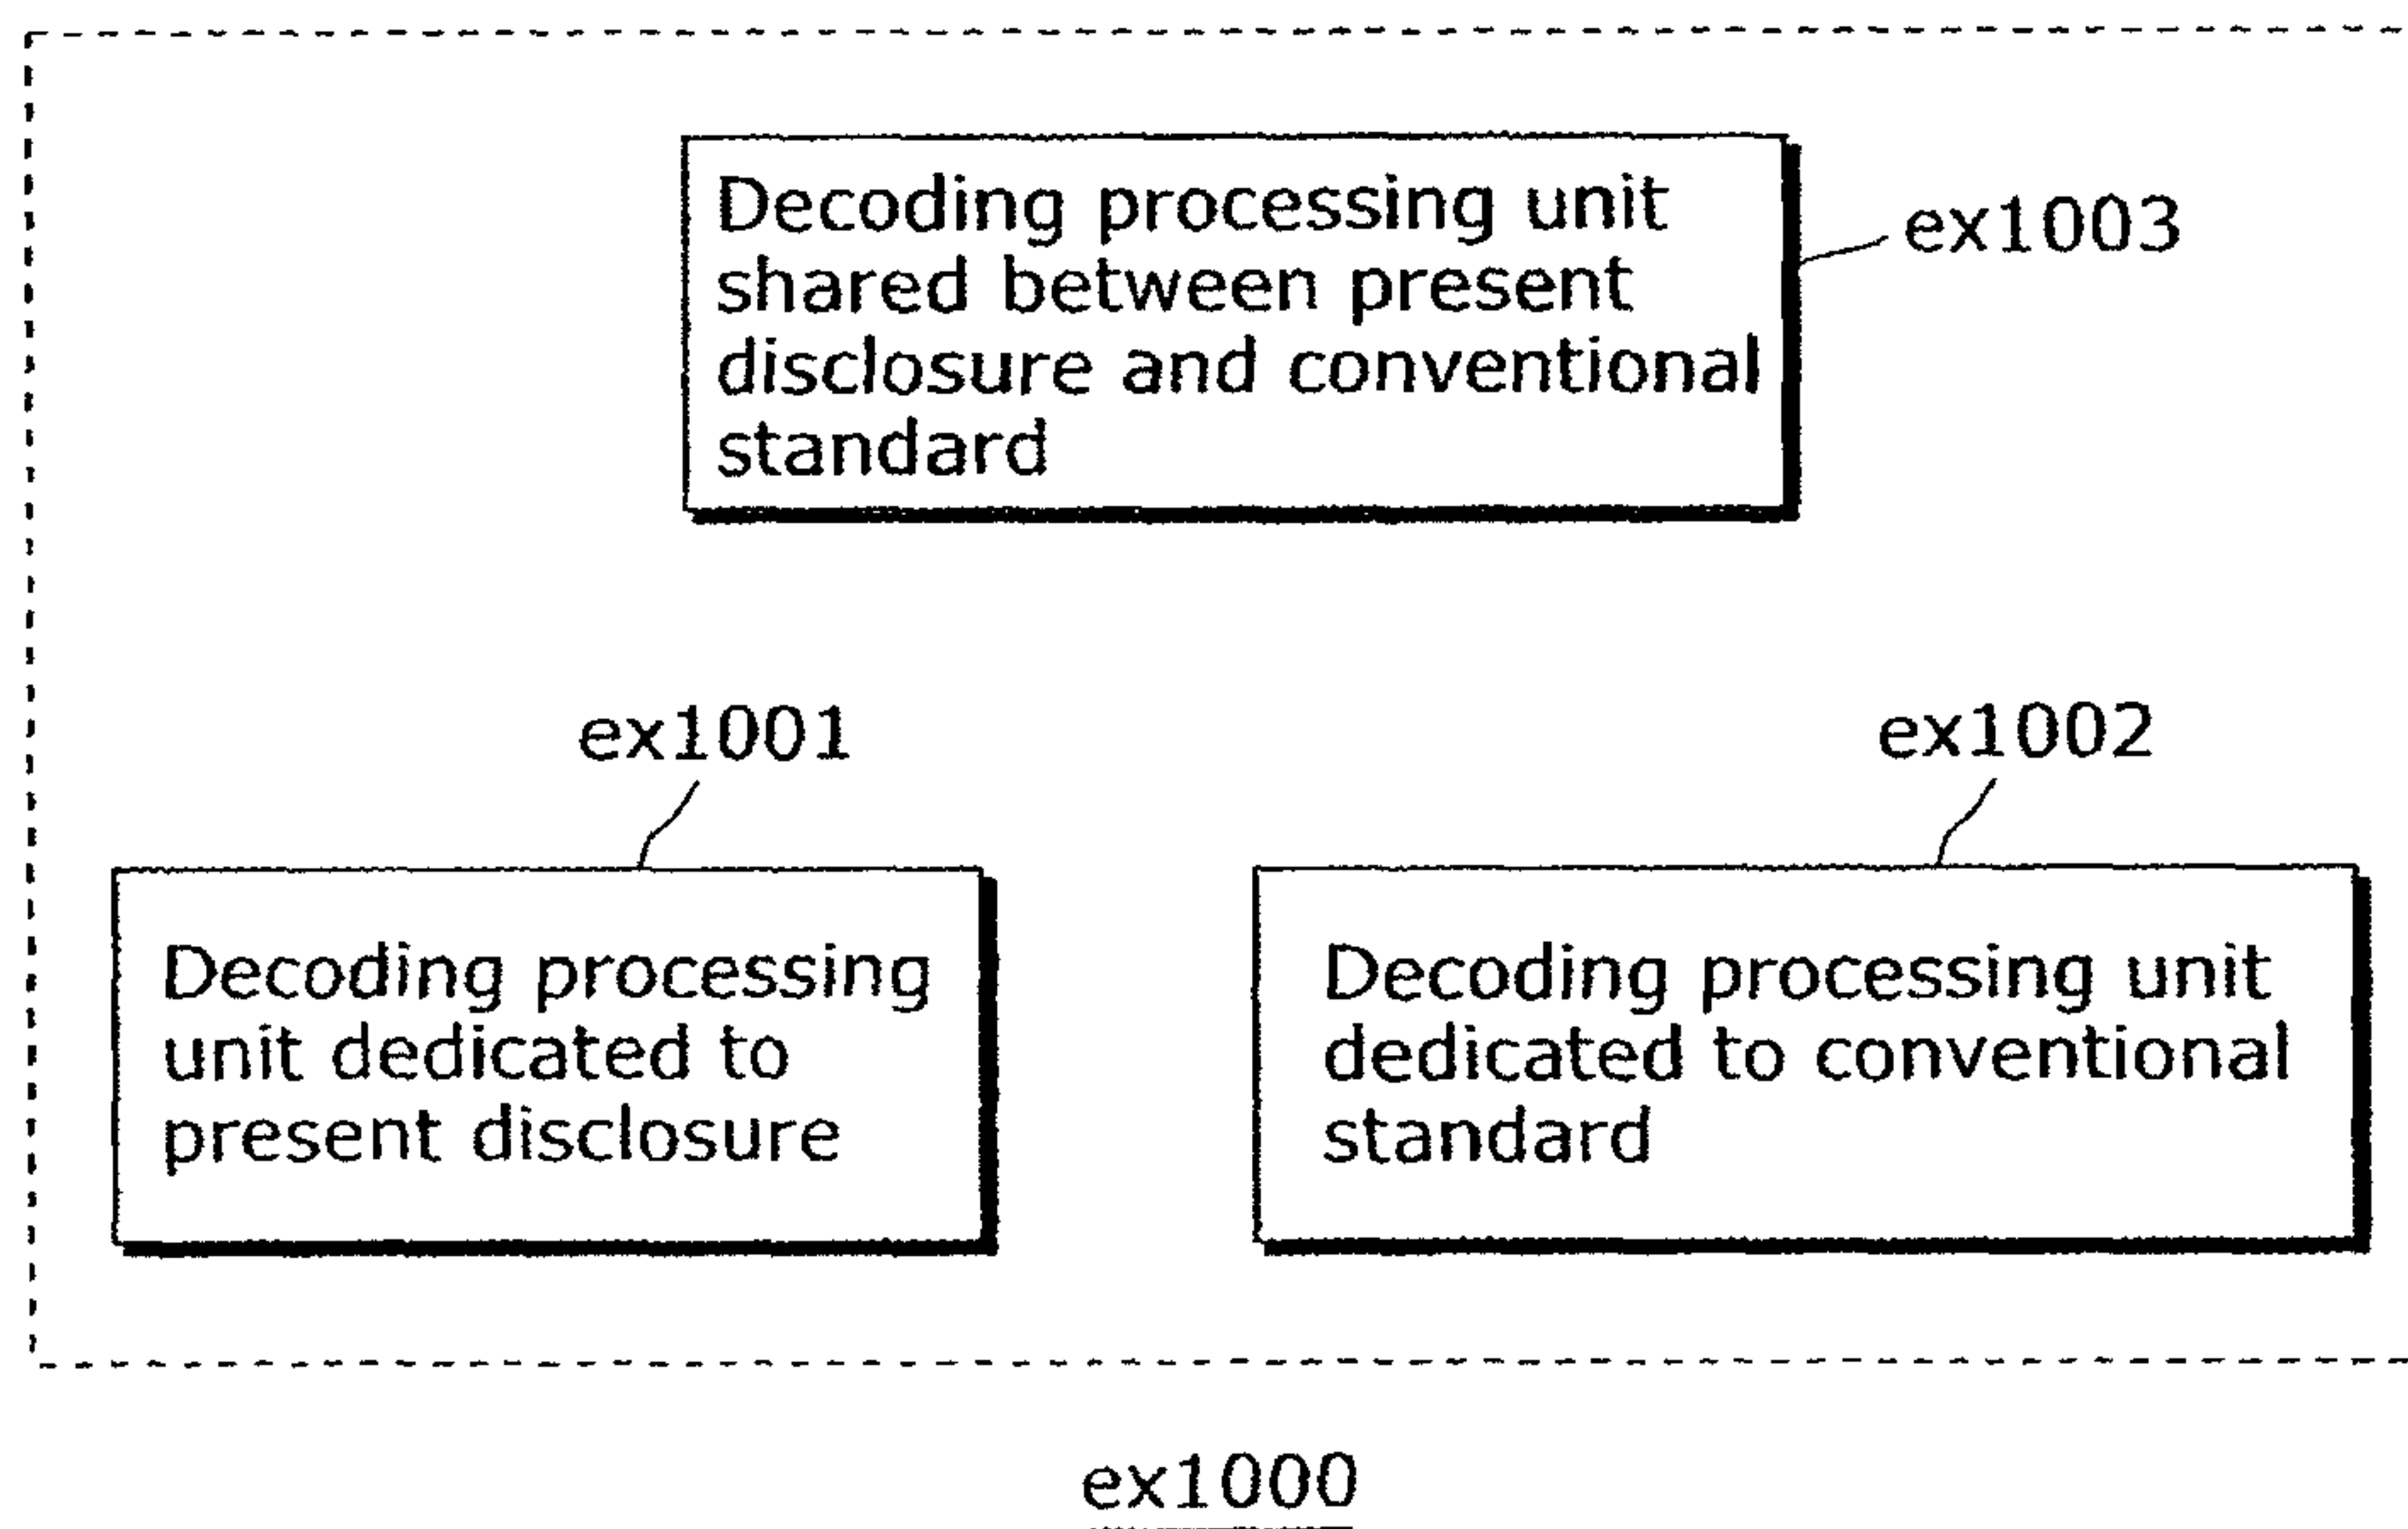 Decoding processing unit
shared between present
disclosure and conventional
standard
ex1003
ex1001
ex1002
Decoding processing
unit dedicated to
present disclosure
Decoding processing unit
dedicated to conventional
standard
ex1000